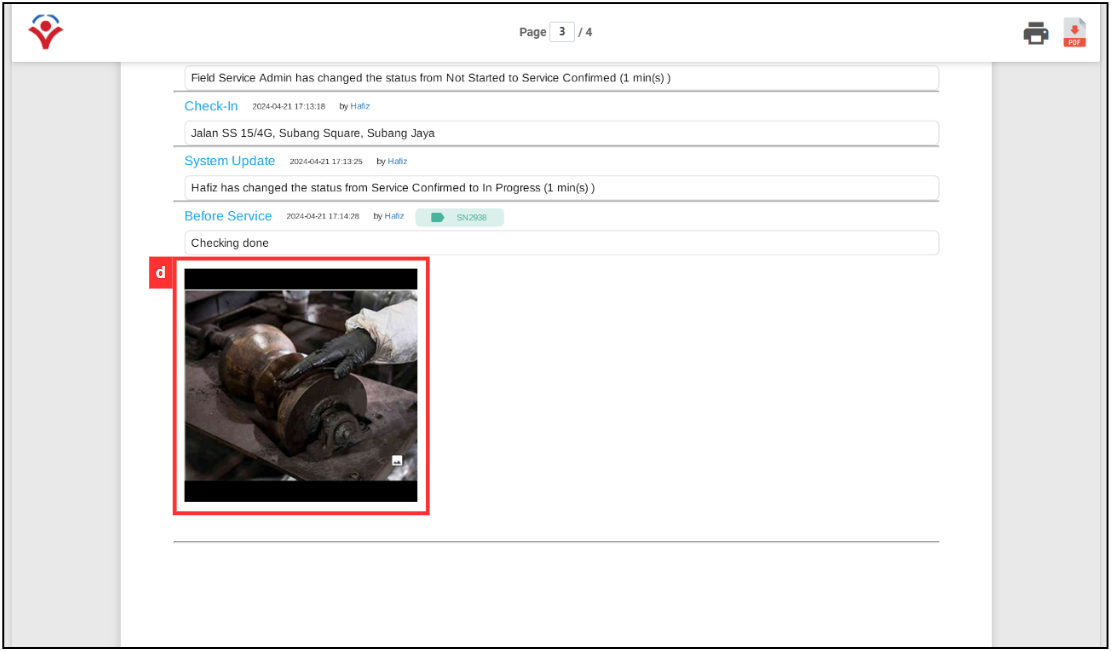 Page 3 / 4
PDF
Field Service Admin has changed the status from Not Started to Service Confirmed (1 min(s) )
Check-In 2024-04-21 17:13:18 by Hafiz
Jalan SS 15/4G, Subang Square, Subang Jaya
System Update 2024-04-21 17:13:25 by Hafiz
Hafiz has changed the status from Service Confirmed to In Progress (1 min(s) )
Before Service 2024-04-21 17:14:28 by Hafiz SN2938
Checking done
d